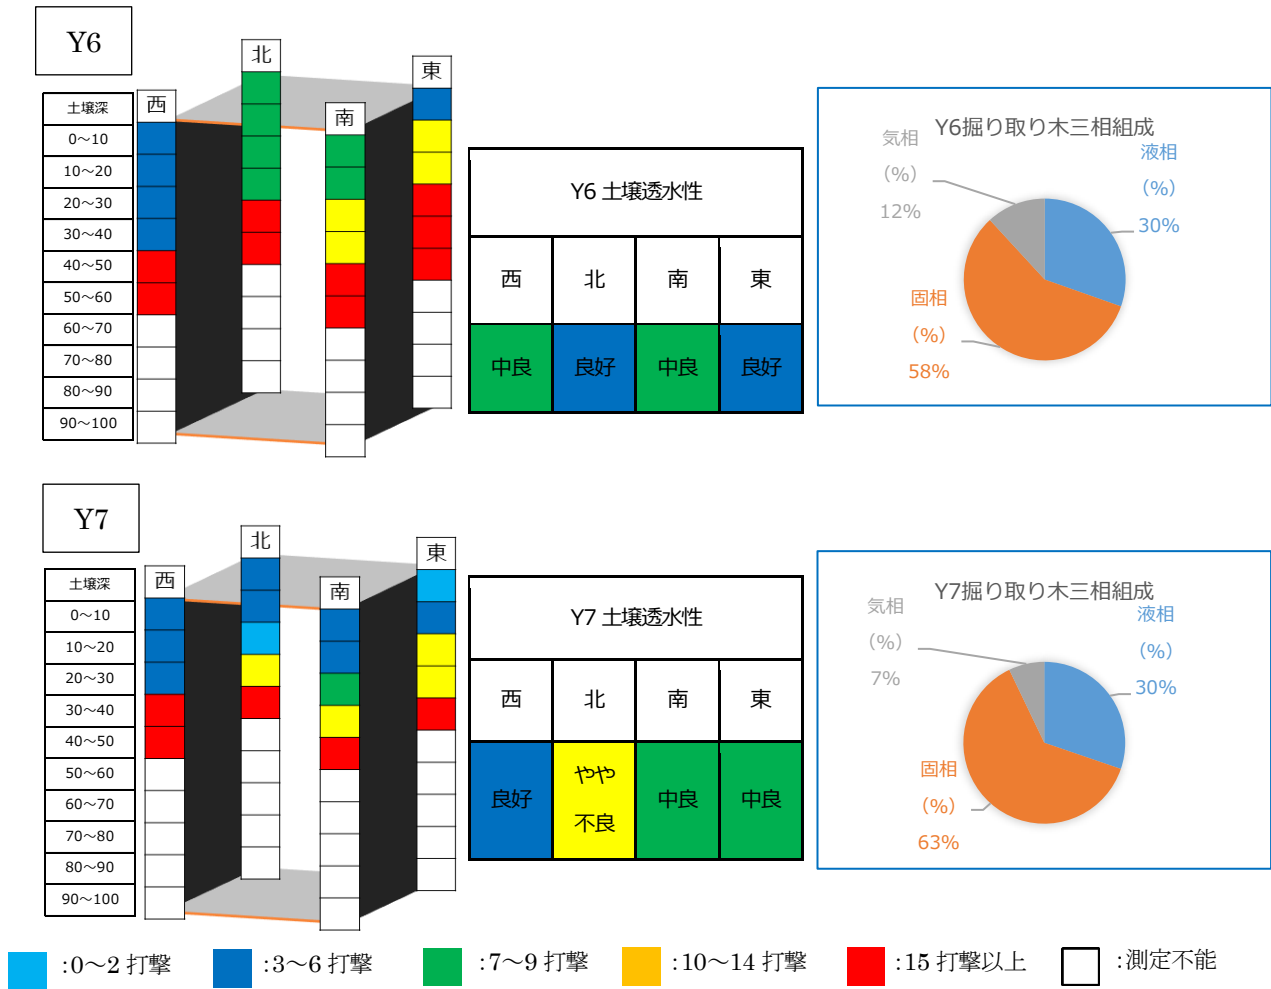 Y6
土壌深
0～10
10～20
20～30
30～40
40～50
50～60
60～70
70～80
80～90
90～100
西
北
南
東
Y6 土壌透水性
西 北 南 東
中良 良好 中良 良好
Y6掘り取り木三相組成
気相
（%）
12%
液相
（%）
30%
固相
（%）
58%
Y7
土壌深
0～10
10～20
20～30
30～40
40～50
50～60
60～70
70～80
80～90
90～100
西
北
南
東
Y7 土壌透水性
西 北 南 東
良好 やや 中良 中良
不良
Y7掘り取り木三相組成
気相
（%）
7%
液相
（%）
30%
固相
（%）
63%
:0～2 打撃 :3～6 打撃 :7～9 打撃 :10～14 打撃 :15 打撃以上 :測定不能